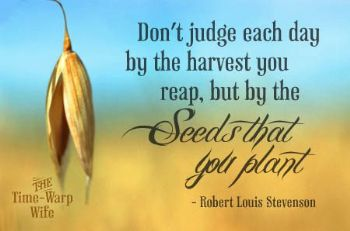 Don't judge each day
by the harvest you
reap, but by the
Seeds that
you plant
- Robert Louis Stevenson
THE
Time-Warp
Wife